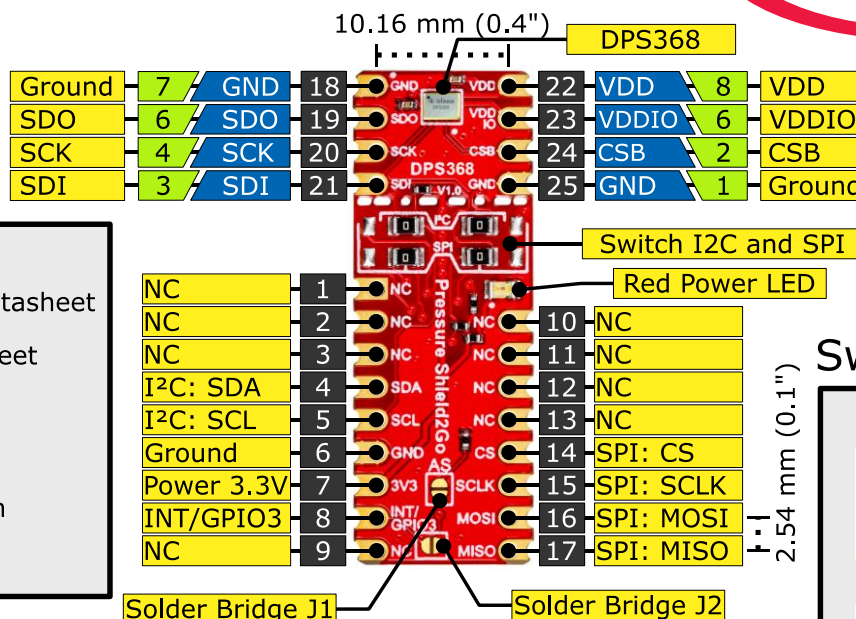 10.16 mm (0.4")
DPS368
Ground 7 GND 18 GND VDD 22 VDD 8 VDD
SDO 6 SDO 19 SDO VDD IO 23 VDDIO 6 VDDIO
SCK 4 SCK 20 SCK CSB 24 CSB 2 CSB
DPS368
SDI 3 SDI 21 SDI GND 25 GND 1 Ground
V1.0
I²C
SPI
Switch I2C and SPI
Red Power LED
tasheet
eet
Sw
NC 1 NC
NC 2 NC NC 10 NC
NC 3 NC NC 11 NC
I²C: SDA 4 SDA NC 12 NC
I²C: SCL 5 SCL NC 13 NC
Ground 6 GND CS 14 SPI: CS
AS
Power 3.3V 7 3V3 SCLK 15 SPI: SCLK
INT/GPIO3 8 INT/ GPIO3 MOSI 16 SPI: MOSI
NC 9 NC MISO 17 SPI: MISO
Pressure Shield2Go
2.54 mm (0.1")
Solder Bridge J1
Solder Bridge J2